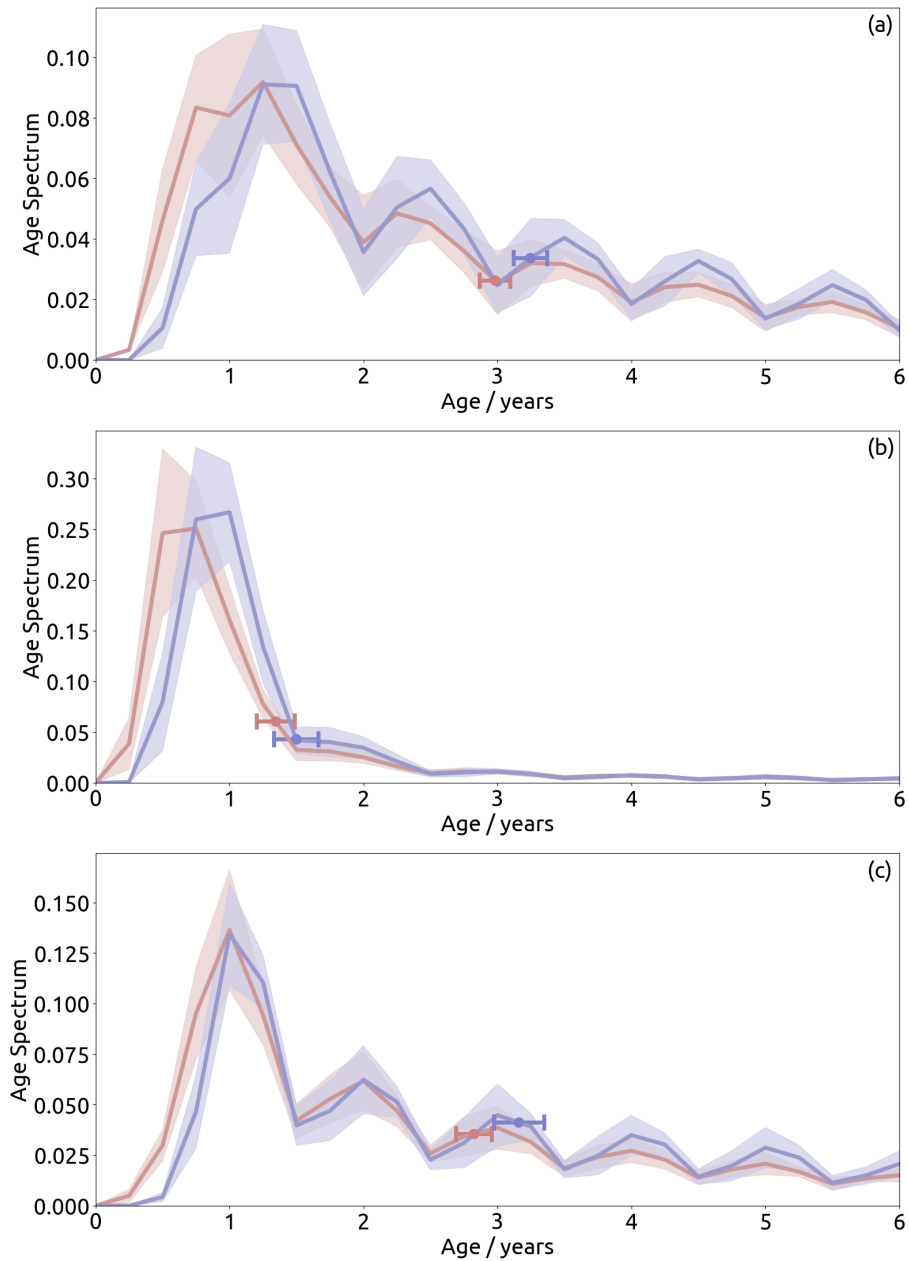 (a)
Age Spectrum
0.10
0.08
0.06
0.04
0.02
0.00
0 1 2 3 4 5 6
Age / years
(b)
Age Spectrum
0.30
0.25
0.20
0.15
0.10
0.05
0.00
0 1 2 3 4 5 6
Age / years
(c)
Age Spectrum
0.150
0.125
0.100
0.075
0.050
0.025
0.000
0 1 2 3 4 5 6
Age / years